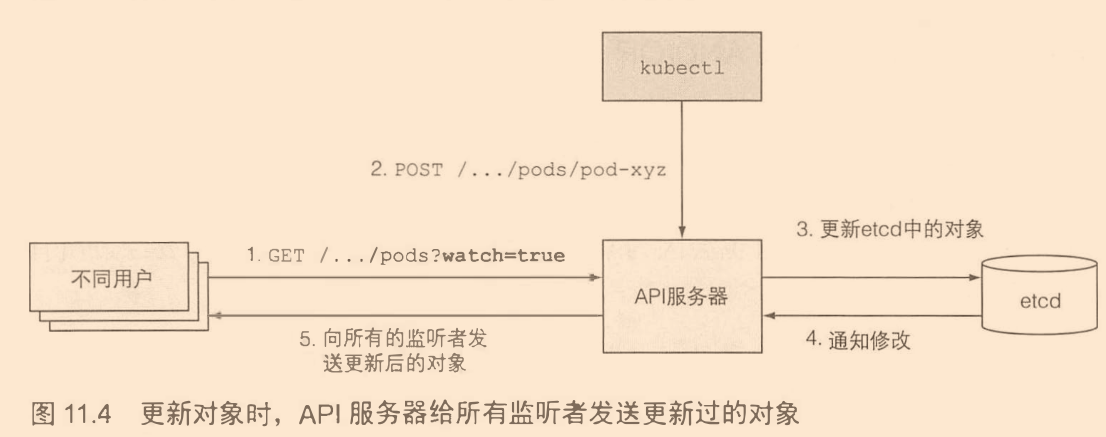 kubectl
2. POST /.../pods/pod-xyz
3. 更新etcd中的对象
1. GET /.../pods?watch=true
不同用户
API服务器
etcd
5. 向所有的监听者发
送更新后的对象
4. 通知修改
图 11.4 更新对象时，API 服务器给所有监听者发送更新过的对象